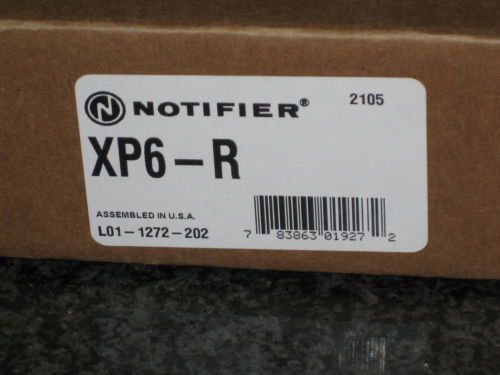 N NOTIFIER® 2105
XP6-R
ASSEMBLED IN U.S.A.
L01-1272-202
7 83863 01927 2